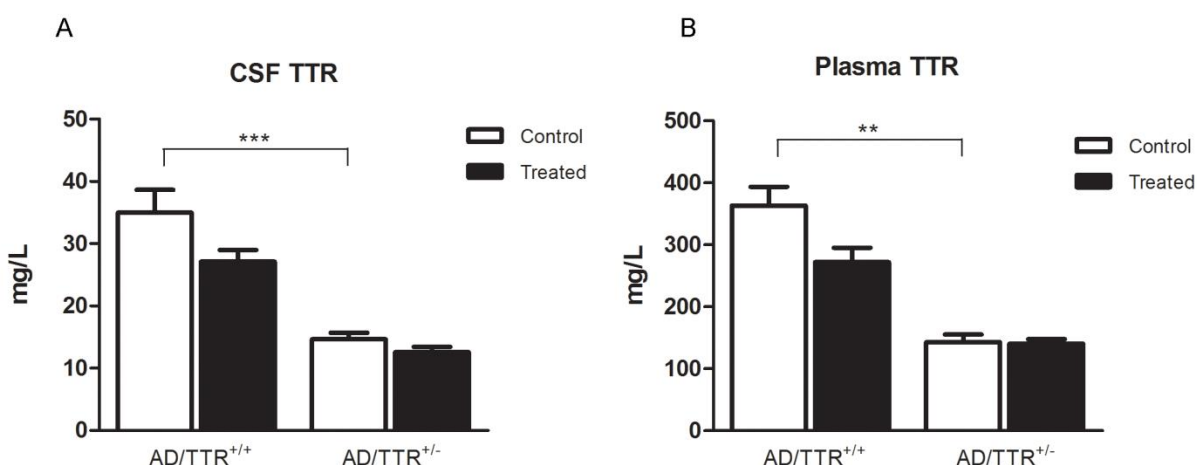 A
CSF TTR
mg/L
50
40
30
20
10
0
***
Control
Treated
AD/TTR+/+
AD/TTR+/-
B
Plasma TTR
mg/L
500
400
300
200
100
0
**
Control
Treated
AD/TTR+/+
AD/TTR+/-